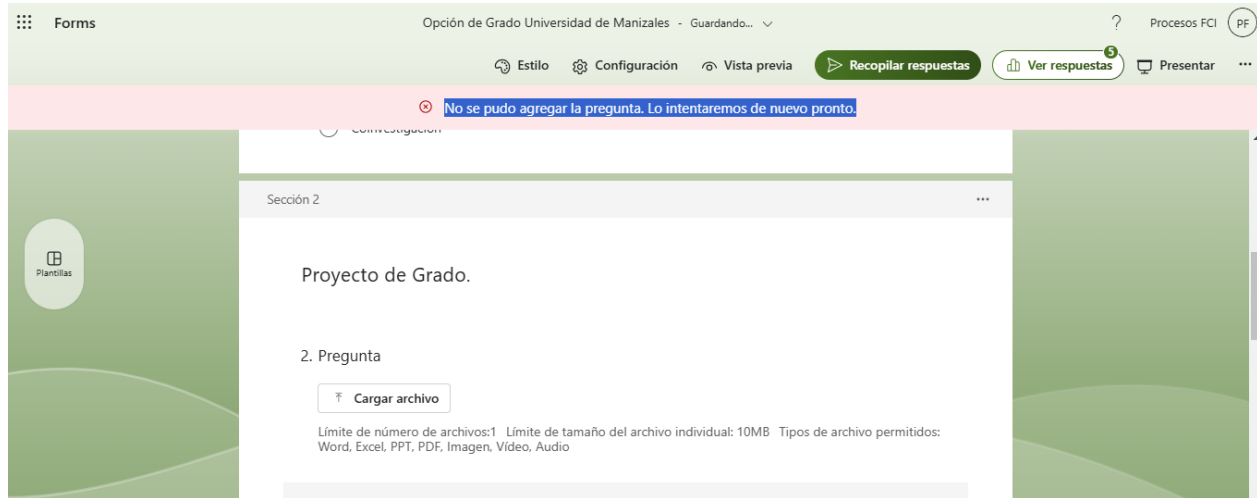 Forms
Opción de Grado Universidad de Manizales - Guardando...
? Procesos FCI PF
Estilo Configuración Vista previa Recopilar respuestas Ver respuestas 5 Presentar ...
No se pudo agregar la pregunta. Lo intentaremos de nuevo pronto.
Coinvestigación
Sección 2
Plantillas
Proyecto de Grado.
2. Pregunta
Cargar archivo
Límite de número de archivos:1 Límite de tamaño del archivo individual: 10MB Tipos de archivo permitidos:
Word, Excel, PPT, PDF, Imagen, Vídeo, Audio